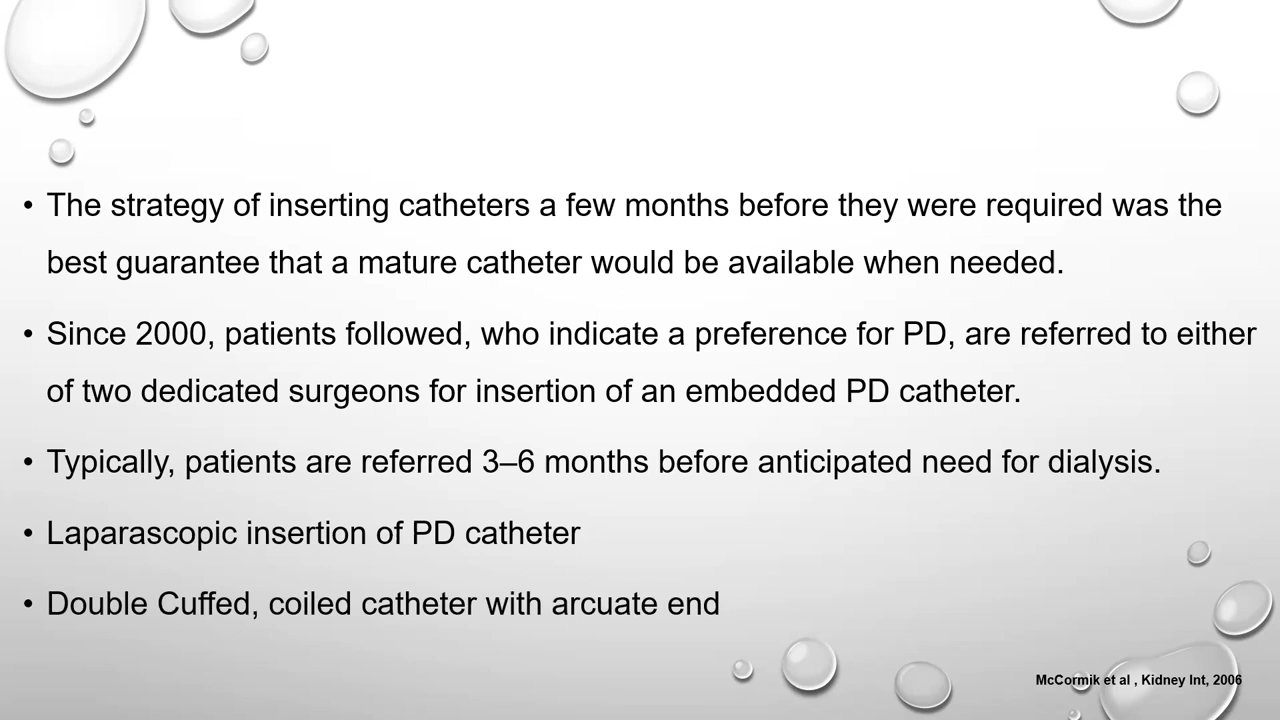 • The strategy of inserting catheters a few months before they were required was the
best guarantee that a mature catheter would be available when needed.
• Since 2000, patients followed, who indicate a preference for PD, are referred to either
of two dedicated surgeons for insertion of an embedded PD catheter.
• Typically, patients are referred 3–6 months before anticipated need for dialysis.
• Laparascopic insertion of PD catheter
• Double Cuffed, coiled catheter with arcuate end
McCormik et al , Kidney Int, 2006